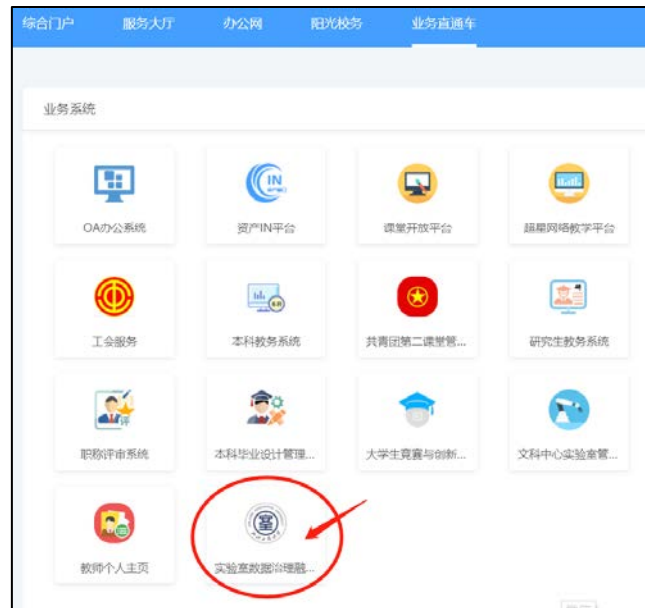 综合门户 服务大厅 办公网 阳光校务 业务直通车
业务系统
IN
OA办公系统 资产IN平台 课堂开放平台 超星网络教学平台
工会服务 本科教务系统 共青团第二课堂管... 研究生教务系统
评
职称评审系统 本科毕业设计管理... 大学生竞赛与创新... 文科中心实验室管...
室
教师个人主页 实验室数据治理融...